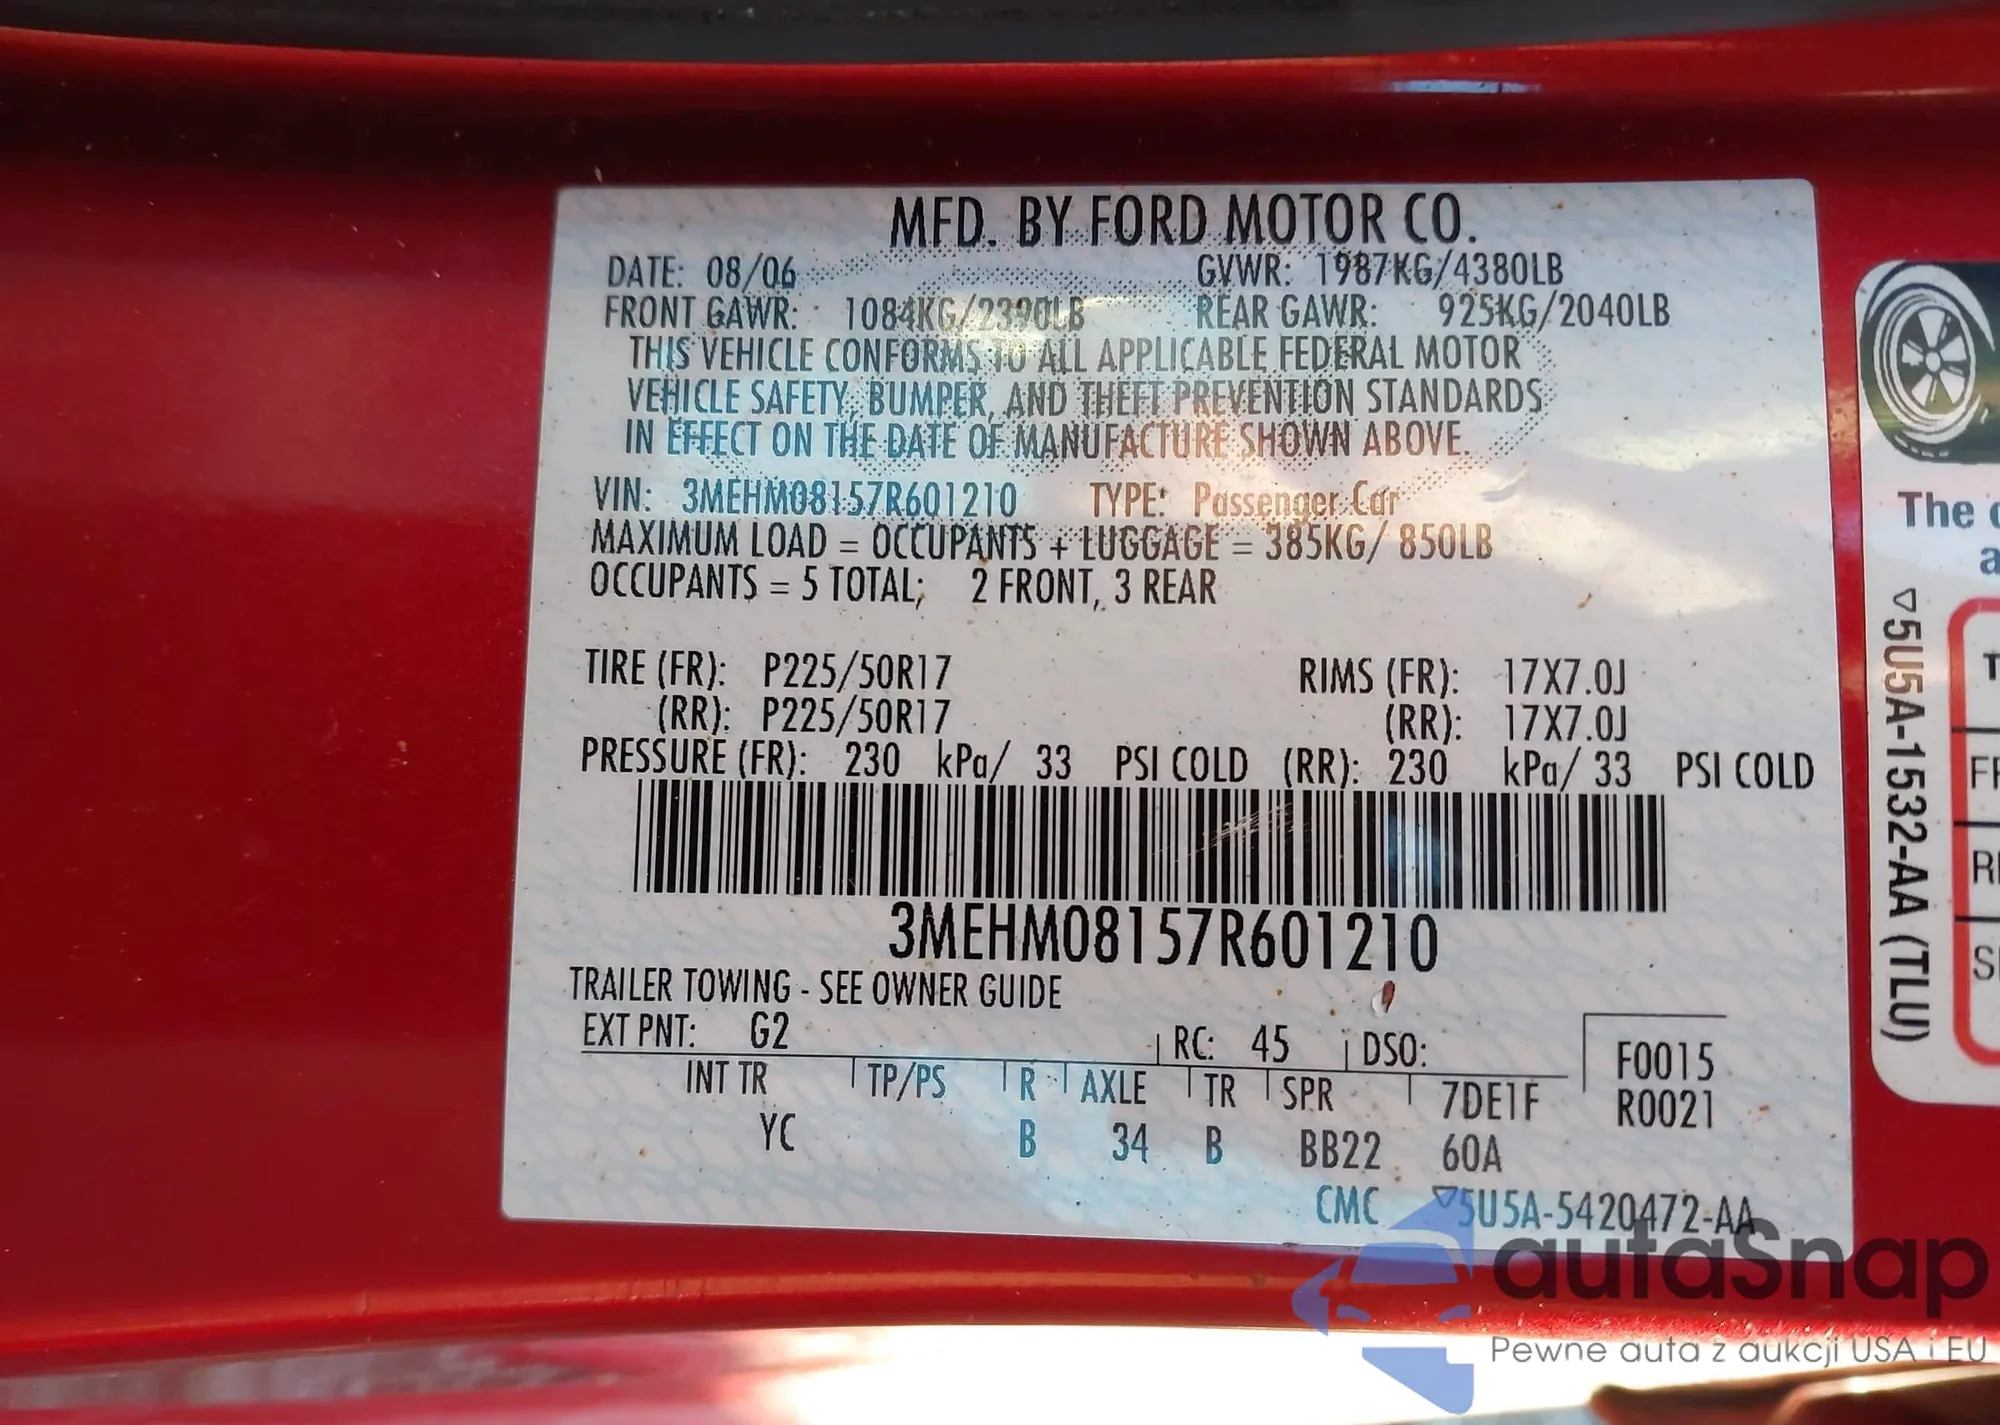 MFD. BY FORD MOTOR CO.
DATE: 08/06 GVWR: 1987KG/4380LB
FRONT GAWR: 1084KG/2390LB REAR GAWR: 925KG/2040LB
THIS VEHICLE CONFORMS TO ALL APPLICABLE FEDERAL MOTOR
VEHICLE SAFETY, BUMPER, AND THEFT PREVENTION STANDARDS
IN EFFECT ON THE DATE OF MANUFACTURE SHOWN ABOVE.
VIN: 3MEHM08157R601210 TYPE: Passenger Car
MAXIMUM LOAD = OCCUPANTS + LUGGAGE = 385KG/ 850LB
OCCUPANTS = 5 TOTAL; 2 FRONT, 3 REAR
TIRE (FR): P225/50R17 RIMS (FR): 17X7.0J
(RR): P225/50R17 (RR): 17X7.0J
PRESSURE (FR): 230 kPa/ 33 PSI COLD (RR): 230 kPa/ 33 PSI COLD
3MEHM08157R601210
TRAILER TOWING - SEE OWNER GUIDE
EXT PNT: G2 RC: 45 DSO: F0015
INT TR TP/PS R AXLE TR SPR 7DE1F R0021
YC B 34 B BB22 60A
CMC ▽5U5A-5420472-AA
The
▽5U5A-1532-AA (TLU)
autaSnap
Pewne auta z aukcji USA i EU